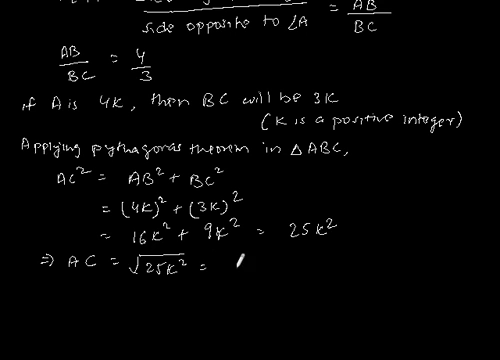 side opposite to ∠A = AB/BC
AB/BC = 4/3
if A is 4K, then BC will be 3K
(K is a positive integer)
Applying pythagoras theorem in △ABC,
AC² = AB² + BC²
= (4K)² + (3K)²
= 16K² + 9K² = 25K²
⇒ AC = √25K² =